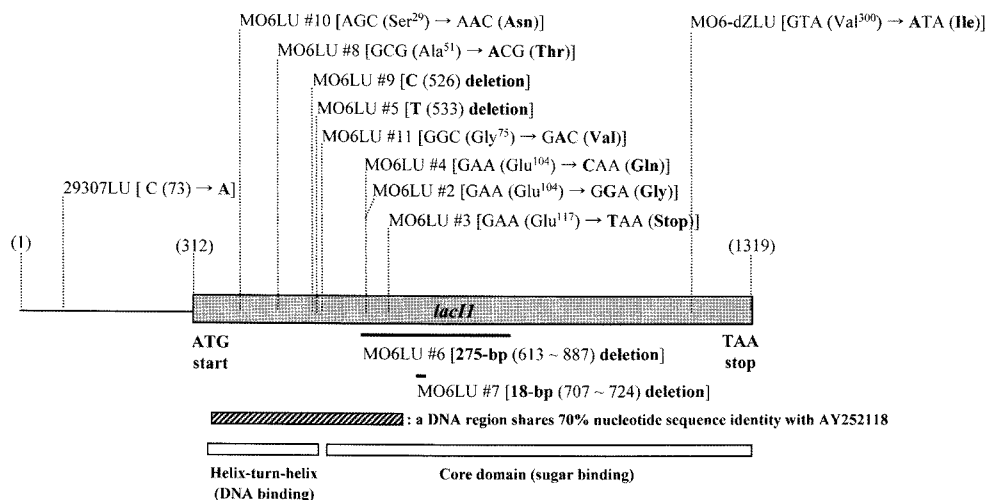 MO6LU #10 [AGC (Ser29) → AAC (Asn)]
MO6-dZLU [GTA (Val300) → ATA (Ile)]
MO6LU #8 [GCG (Ala51) → ACG (Thr)]
MO6LU #9 [C (526) deletion]
MO6LU #5 [T (533) deletion]
MO6LU #11 [GGC (Gly75) → GAC (Val)]
MO6LU #4 [GAA (Glu104) → CAA (Gln)]
29307LU [ C (73) → A]
MO6LU #2 [GAA (Glu104) → GGA (Gly)]
MO6LU #3 [GAA (Glu117) → TAA (Stop)]
(1)
(312)
(1319)
lacI1
ATG
start
TAA
stop
MO6LU #6 [275-bp (613 ~ 887) deletion]
MO6LU #7 [18-bp (707 ~ 724) deletion]
: a DNA region shares 70% nucleotide sequence identity with AY252118
Helix-turn-helix
(DNA binding)
Core domain (sugar binding)